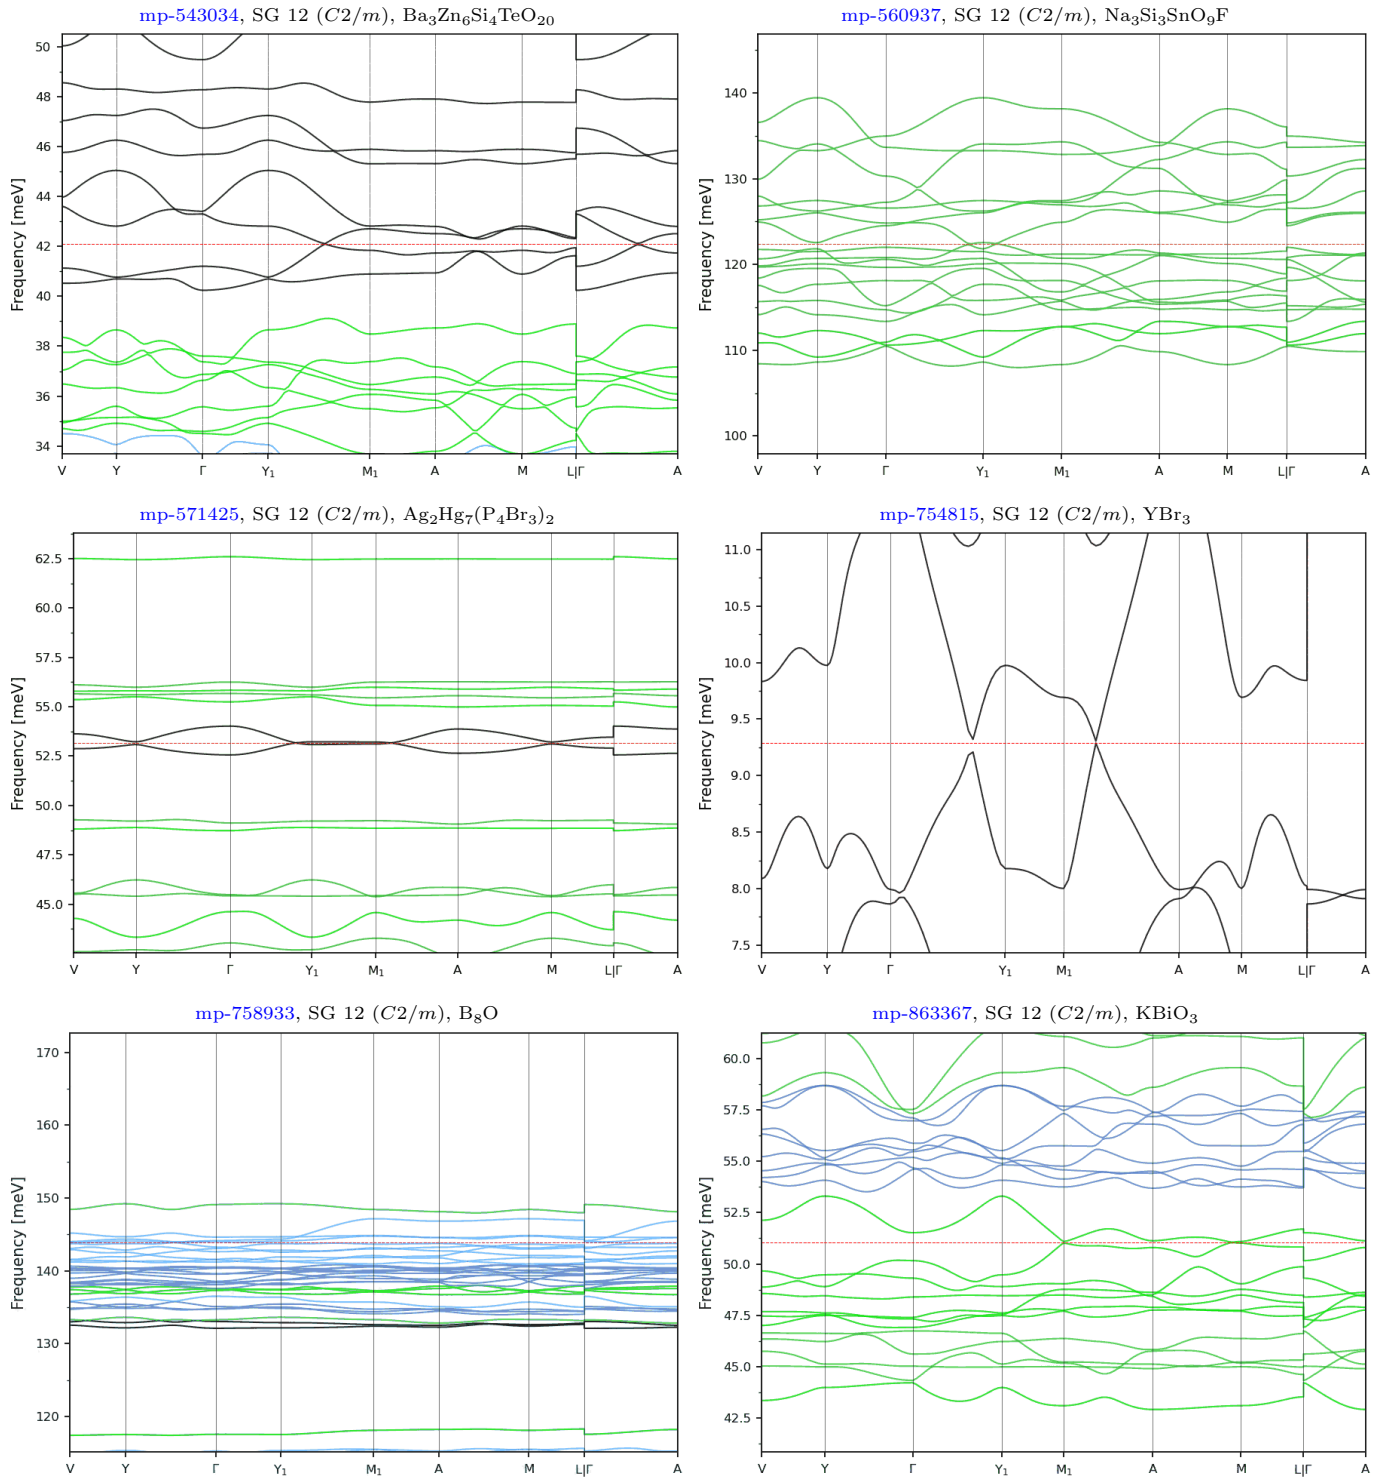 mp-543034, SG 12 (C2/m), Ba₃Zn₆Si₄TeO₂₀
Frequency [meV]
50
48
46
44
42
40
38
36
34
V Y Γ Y₁ M₁ A M L|Γ A
mp-560937, SG 12 (C2/m), Na₃Si₃SnO₉F
Frequency [meV]
140
130
120
110
100
V Y Γ Y₁ M₁ A M L|Γ A
mp-571425, SG 12 (C2/m), Ag₂Hg₇(P₄Br₃)₂
Frequency [meV]
62.5
60.0
57.5
55.0
52.5
50.0
47.5
45.0
V Y Γ Y₁ M₁ A M L|Γ A
mp-754815, SG 12 (C2/m), YBr₃
Frequency [meV]
11.0
10.5
10.0
9.5
9.0
8.5
8.0
7.5
V Y Γ Y₁ M₁ A M L|Γ A
mp-758933, SG 12 (C2/m), B₈O
Frequency [meV]
170
160
150
140
130
120
V Y Γ Y₁ M₁ A M L|Γ A
mp-863367, SG 12 (C2/m), KBiO₃
Frequency [meV]
60.0
57.5
55.0
52.5
50.0
47.5
45.0
42.5
V Y Γ Y₁ M₁ A M L|Γ A